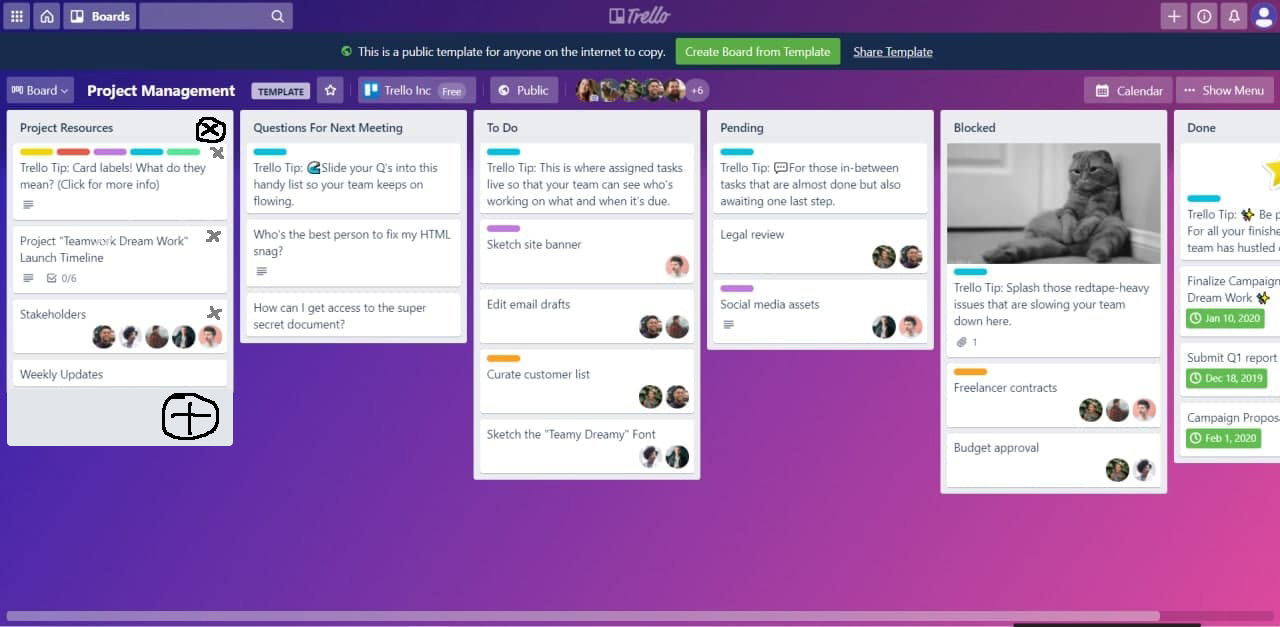 Boards
Trello
This is a public template for anyone on the internet to copy.
Create Board from Template
Share Template
Board
Project Management
TEMPLATE
Trello Inc Free
Public
+6
Calendar
Show Menu
Project Resources
Trello Tip: Card labels! What do they
mean? (Click for more info)
Project "Teamwork Dream Work"
Launch Timeline
0/6
Stakeholders
Weekly Updates
Questions For Next Meeting
Trello Tip: 🌊Slide your Q's into this
handy list so your team keeps on
flowing.
Who's the best person to fix my HTML
snag?
How can I get access to the super
secret document?
To Do
Trello Tip: This is where assigned tasks
live so that your team can see who's
working on what and when it's due.
Sketch site banner
Edit email drafts
Curate customer list
Sketch the "Teamy Dreamy" Font
Pending
Trello Tip: 💬For those in-between
tasks that are almost done but also
awaiting one last step.
Legal review
Social media assets
Blocked
Trello Tip: Splash those redtape-heavy
issues that are slowing your team
down here.
1
Freelancer contracts
Budget approval
Done
Trello Tip: ✨ Be p
For all your finishe
team has hustled
Finalize Campaign
Dream Work ✨
Jan 10, 2020
Submit Q1 report
Dec 18, 2019
Campaign Propos
Feb 1, 2020